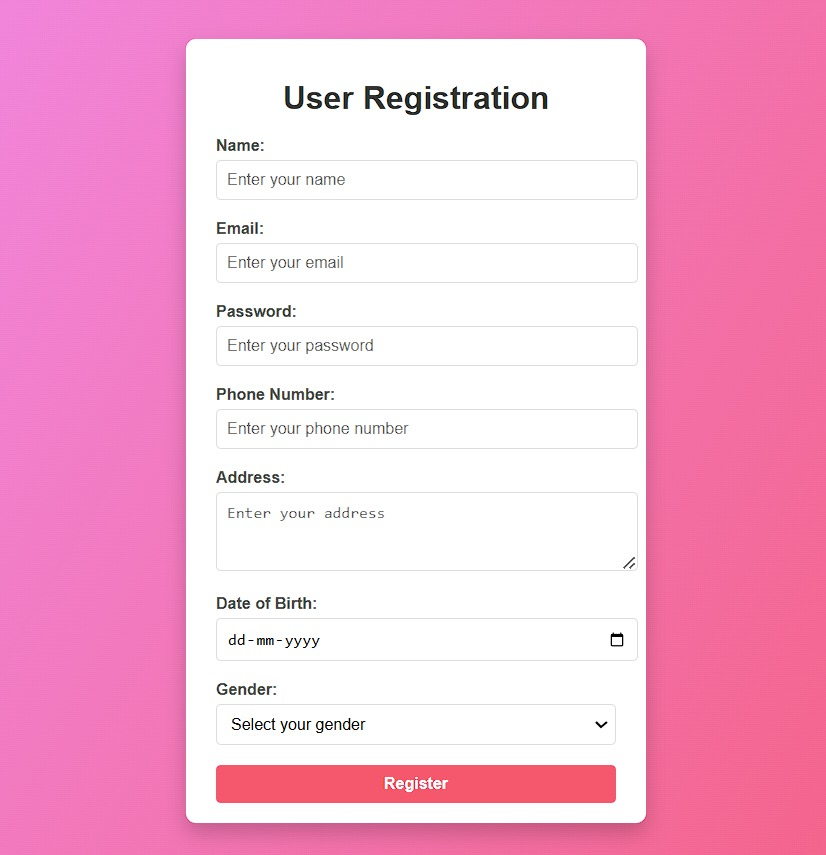 User Registration
Name:
Enter your name
Email:
Enter your email
Password:
Enter your password
Phone Number:
Enter your phone number
Address:
Enter your address
Date of Birth:
dd-mm-yyyy
Gender:
Select your gender
Register